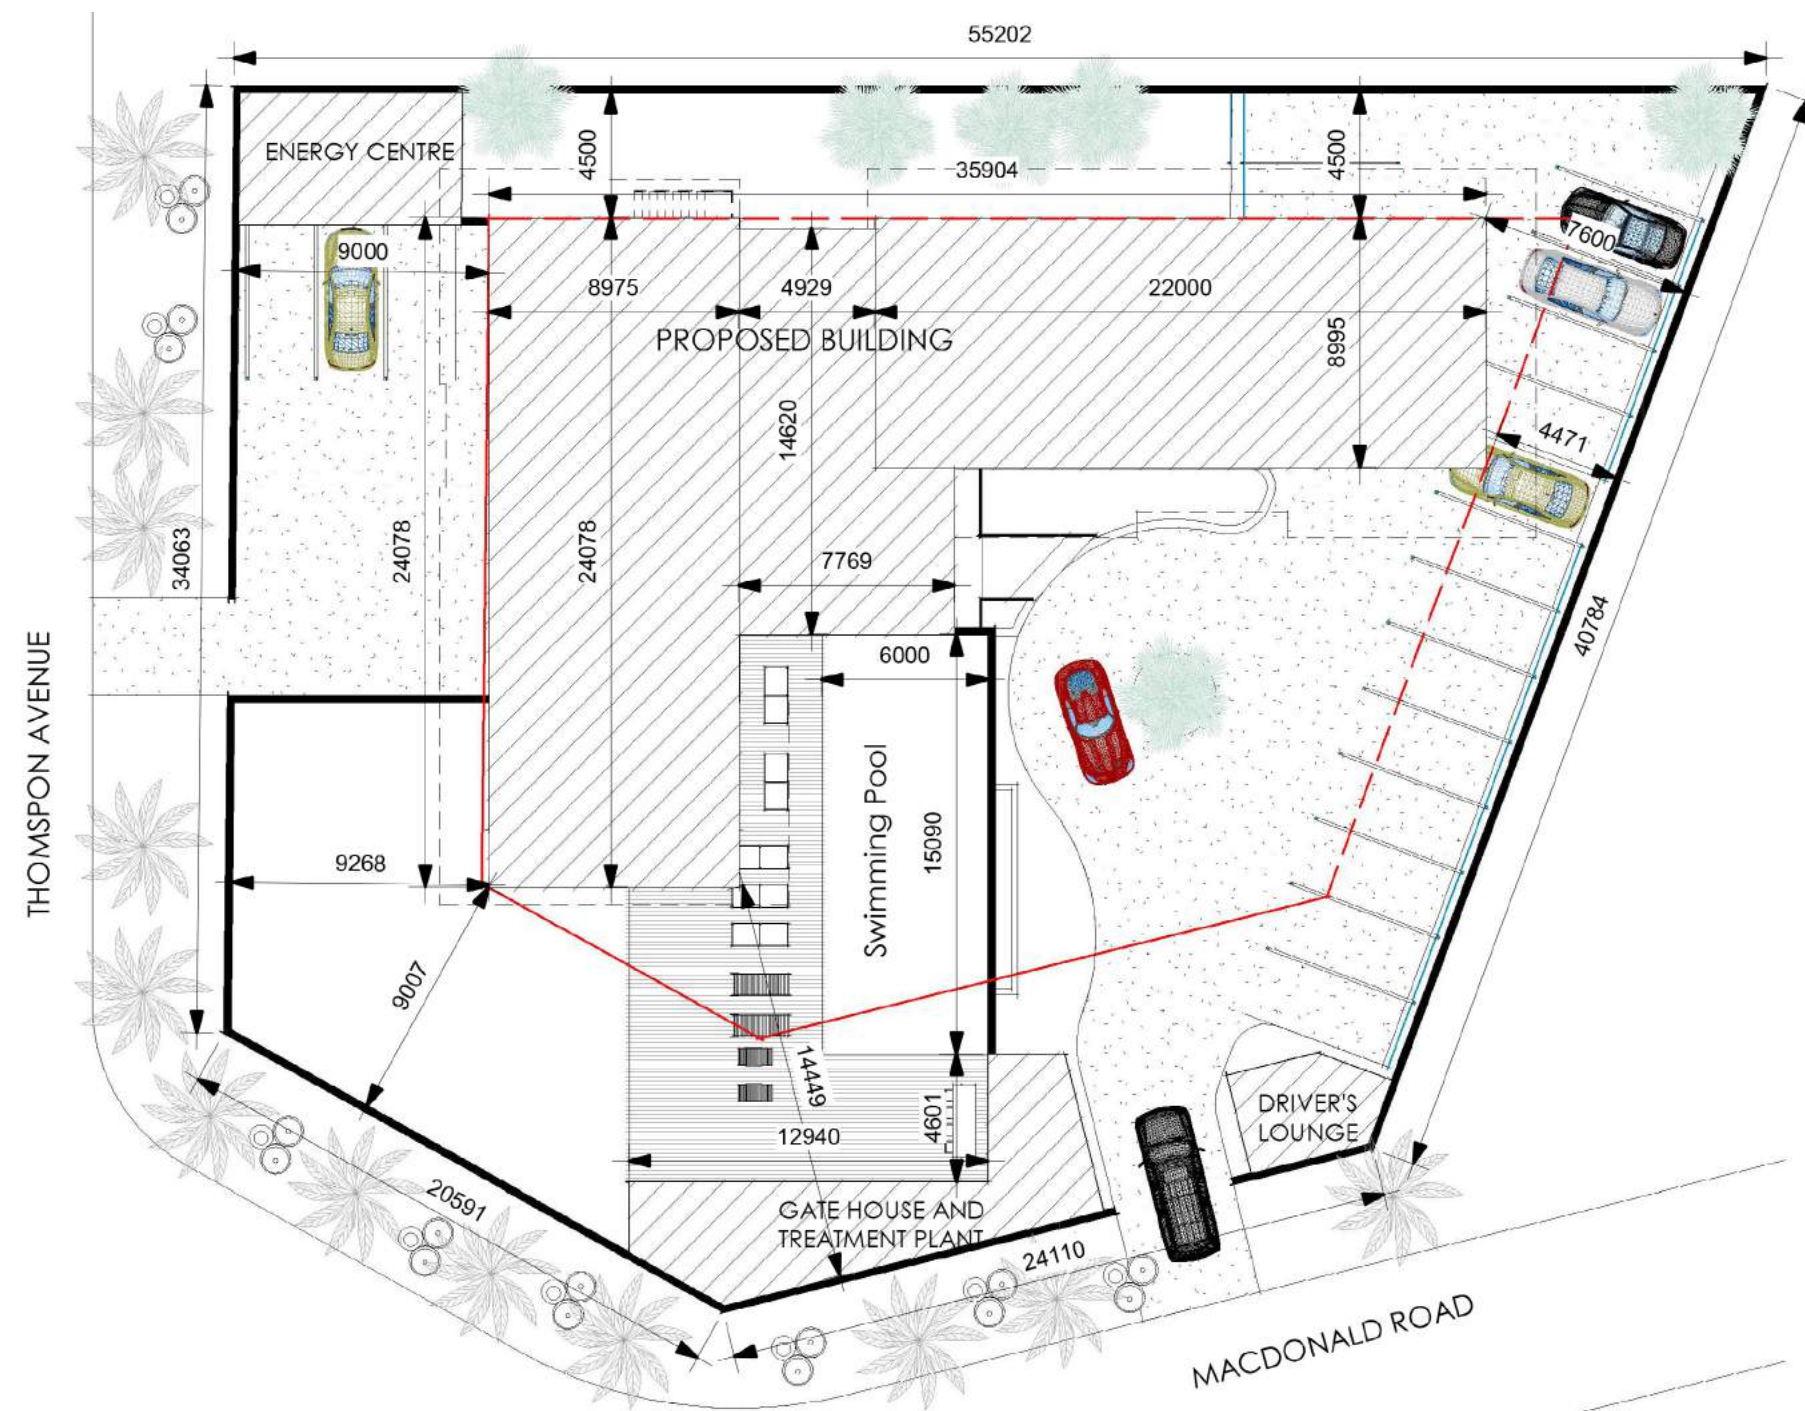 55202
ENERGY CENTRE
4500
4500
35904
7600
9000
8975
4929
22000
PROPOSED BUILDING
8995
14620
4471
34063
24078
24078
7769
40784
6000
THOMSPON AVENUE
Swimming Pool
15090
9268
9007
14449
4601
12940
DRIVER'S
LOUNGE
20591
GATE HOUSE AND
TREATMENT PLANT
24110
MACDONALD ROAD